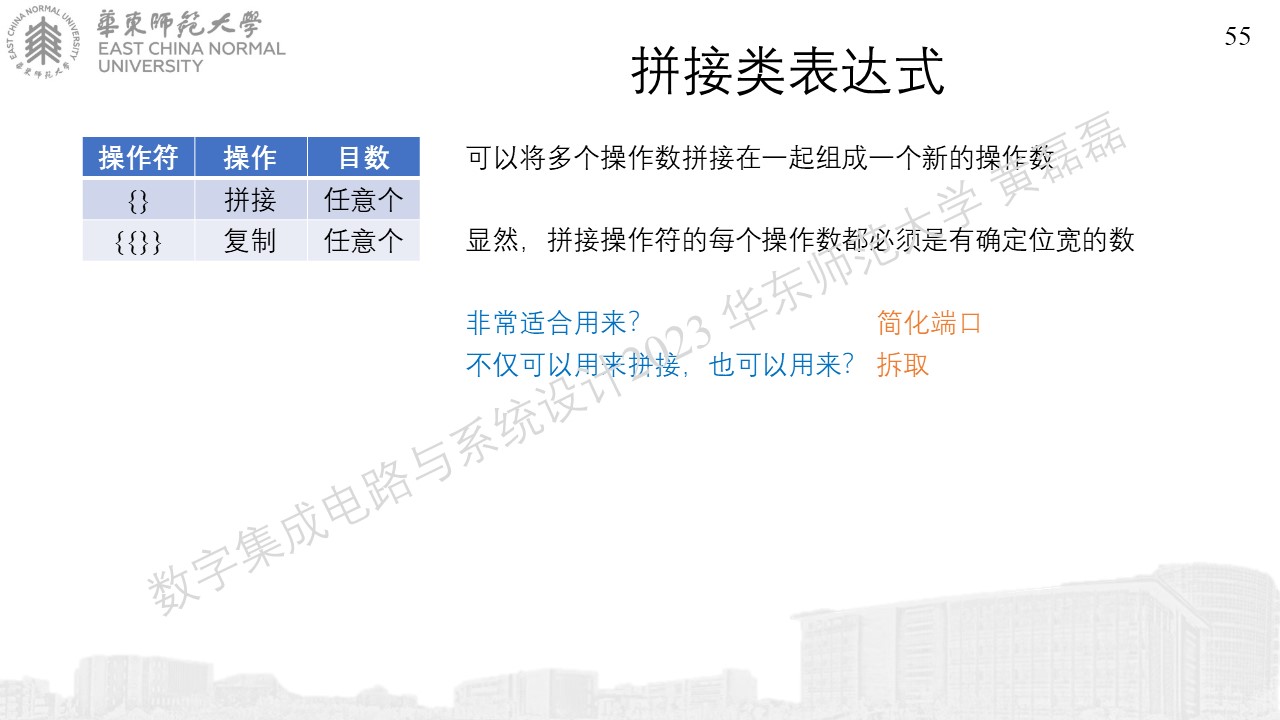 華東師範大學
EAST CHINA NORMAL
UNIVERSITY
EAST CHINA NORMAL UNIVERSITY
華東師范大學
55
拼接类表达式
操作符 操作 目数
{} 拼接 任意个
{{}} 复制 任意个
可以将多个操作数拼接在一起组成一个新的操作数
显然，拼接操作符的每个操作数都必须是有确定位宽的数
非常适合用来？ 简化端口
不仅可以用来拼接，也可以用来？ 拆取
数字集成电路与系统设计2023 华东师范大学 黄磊磊